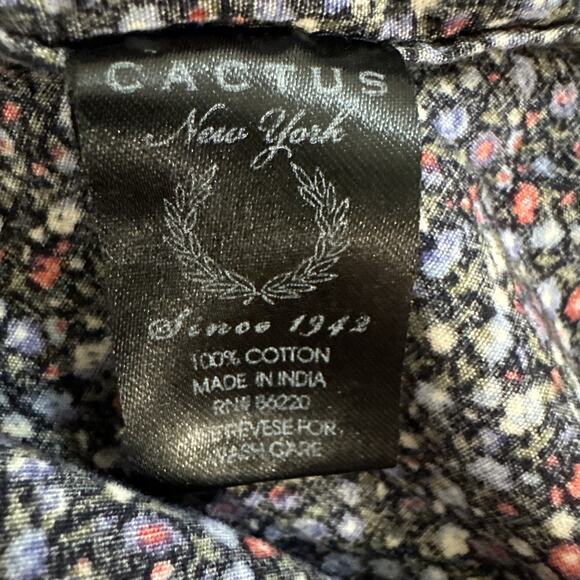 CACTUS
New York
Since 1942
100% COTTON
MADE IN INDIA
RN# 86220
REVESE FOR
WASH CARE